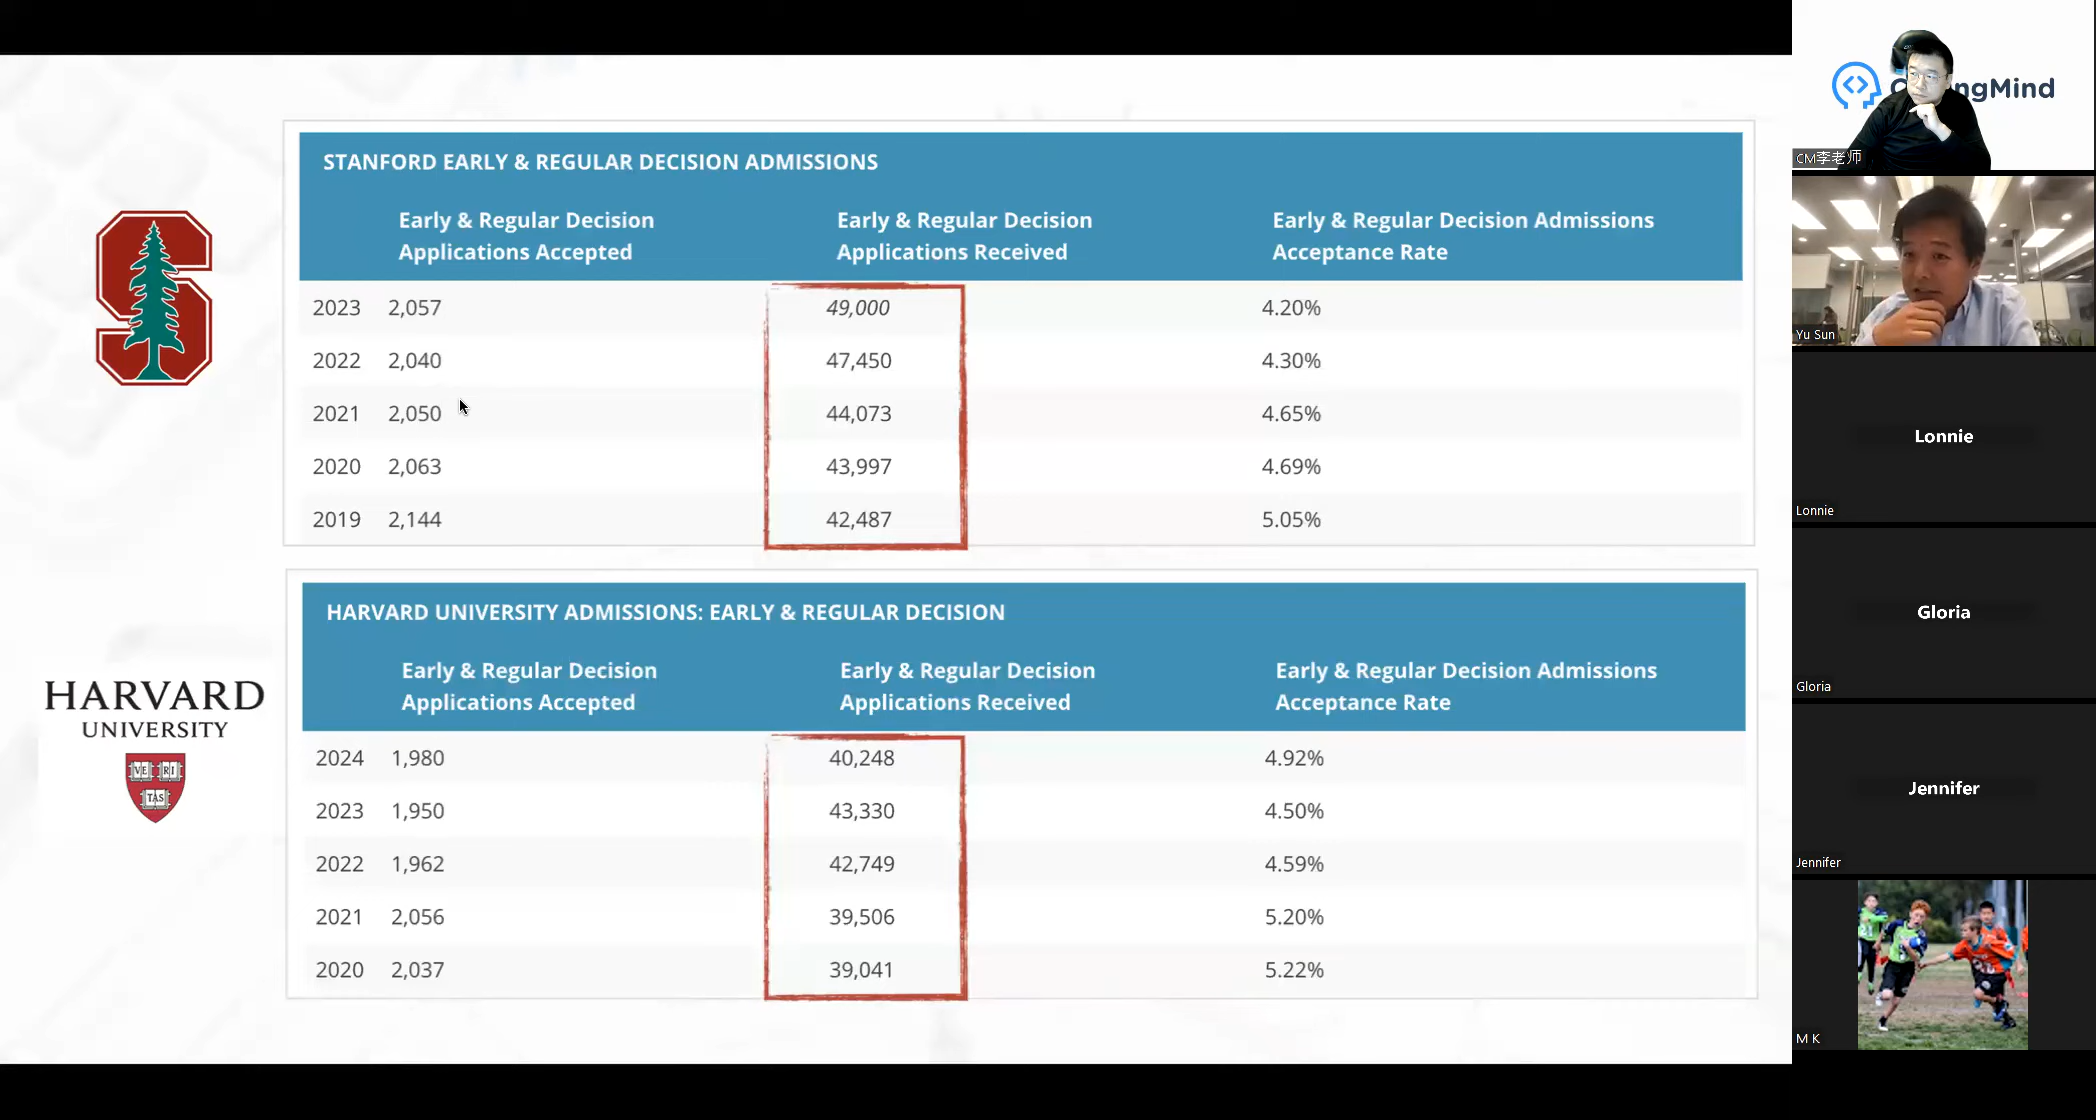 STANFORD EARLY & REGULAR DECISION ADMISSIONS
Early & Regular Decision Applications Accepted
Early & Regular Decision Applications Received
Early & Regular Decision Admissions Acceptance Rate
2023 2,057 49,000 4.20%
2022 2,040 47,450 4.30%
2021 2,050 44,073 4.65%
2020 2,063 43,997 4.69%
2019 2,144 42,487 5.05%
HARVARD
UNIVERSITY
VE RI
TAS
HARVARD UNIVERSITY ADMISSIONS: EARLY & REGULAR DECISION
Early & Regular Decision Applications Accepted
Early & Regular Decision Applications Received
Early & Regular Decision Admissions Acceptance Rate
2024 1,980 40,248 4.92%
2023 1,950 43,330 4.50%
2022 1,962 42,749 4.59%
2021 2,056 39,506 5.20%
2020 2,037 39,041 5.22%
CM李老师
Yu Sun
Lonnie
Lonnie
Gloria
Gloria
Jennifer
Jennifer
M K